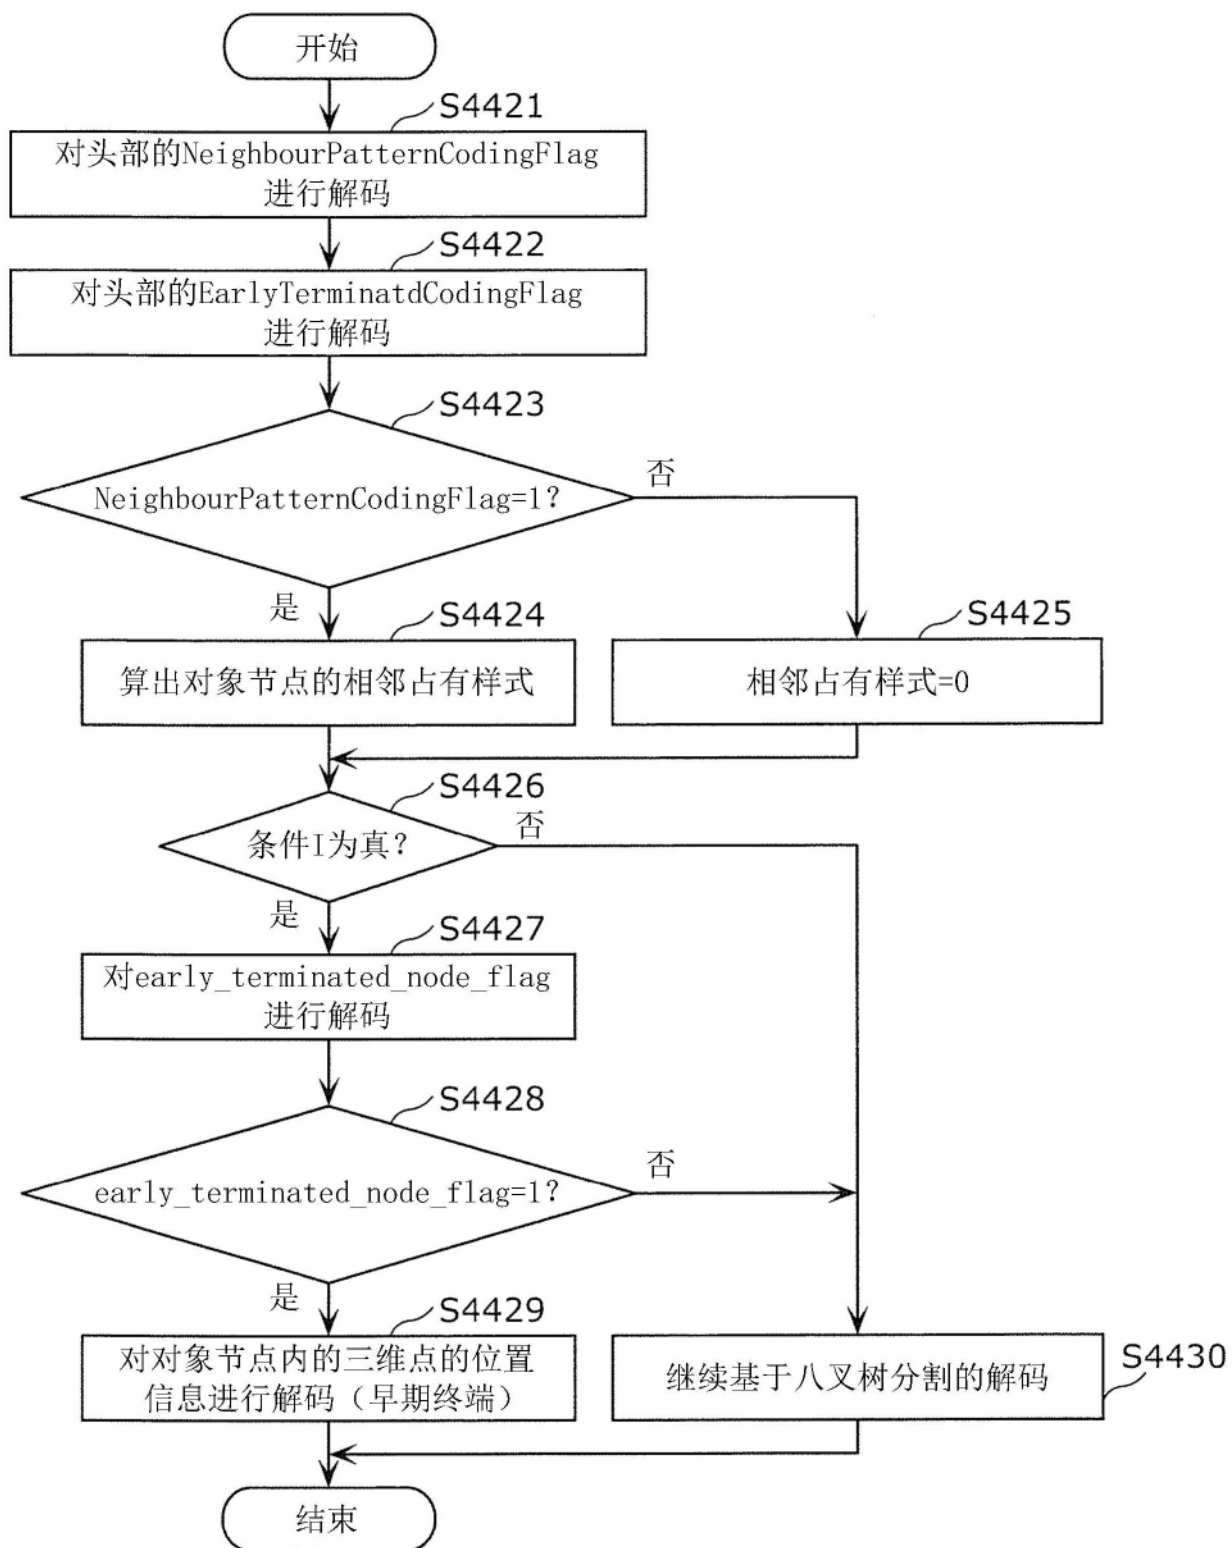 开始
S4421
对头部的NeighbourPatternCodingFlag
进行解码
S4422
对头部的EarlyTerminatdCodingFlag
进行解码
S4423
NeighbourPatternCodingFlag=1?
否
是
S4424
算出对象节点的相邻占有样式
S4425
相邻占有样式=0
S4426
条件I为真?
否
是
S4427
对early_terminated_node_flag
进行解码
S4428
early_terminated_node_flag=1?
否
是
S4429
对对象节点内的三维点的位置
信息进行解码（早期终端）
S4430
继续基于八叉树分割的解码
结束